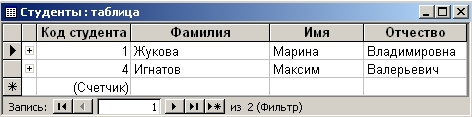 Студенты : таблица
Код студента Фамилия Имя Отчество
1 Жукова Марина Владимировна
4 Игнатов Максим Валерьевич
(Счетчик)
Запись: 1 из 2 (Фильтр)